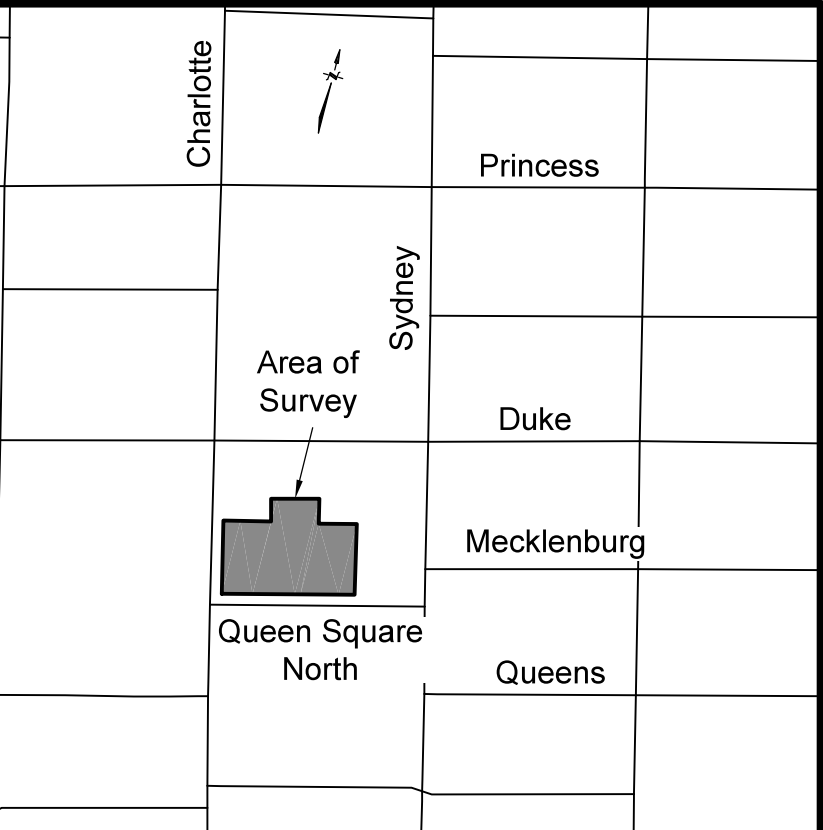 Charlotte
N
Princess
Sydney
Area of
Survey
Duke
Mecklenburg
Queen Square
North
Queens